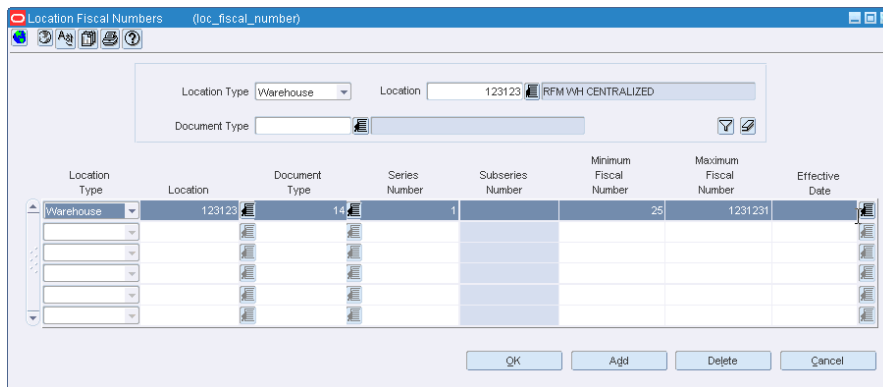 Location Fiscal Numbers (loc_fiscal_number)
Location Type Warehouse Location 123123 RFM WH CENTRALIZED
Document Type
Location Type Location Document Type Series Number Subseries Number Minimum Fiscal Number Maximum Fiscal Number Effective Date
Warehouse 123123 14 1 25 1231231
OK Add Delete Cancel